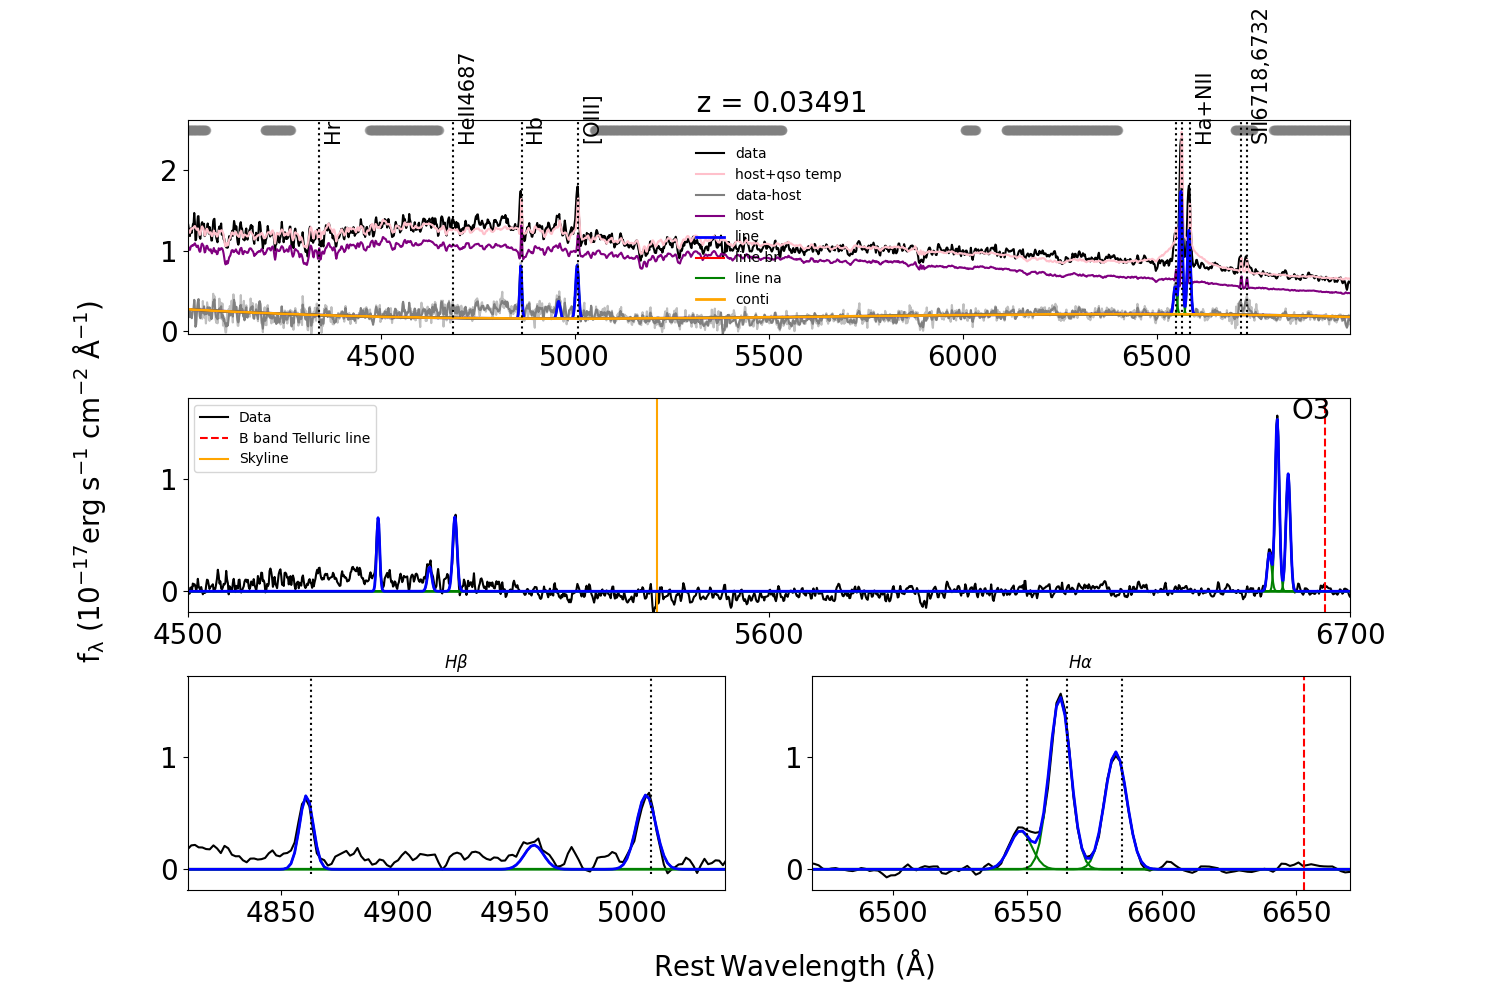 z = 0.03491
Hr
HeII4687
Hb
[OIII]
Ha+NII
SII6718,6732
data
host+qso temp
data-host
host
line
line br
line na
conti
2
1
0
4500 5000 5500 6000 6500
Data
B band Telluric line
Skyline
O3
1
0
4500 5600 6700
fλ (10⁻¹⁷erg s⁻¹ cm⁻² Å⁻¹)
Hβ
1
0
4850 4900 4950 5000
Hα
1
0
6500 6550 6600 6650
Rest Wavelength (Å)